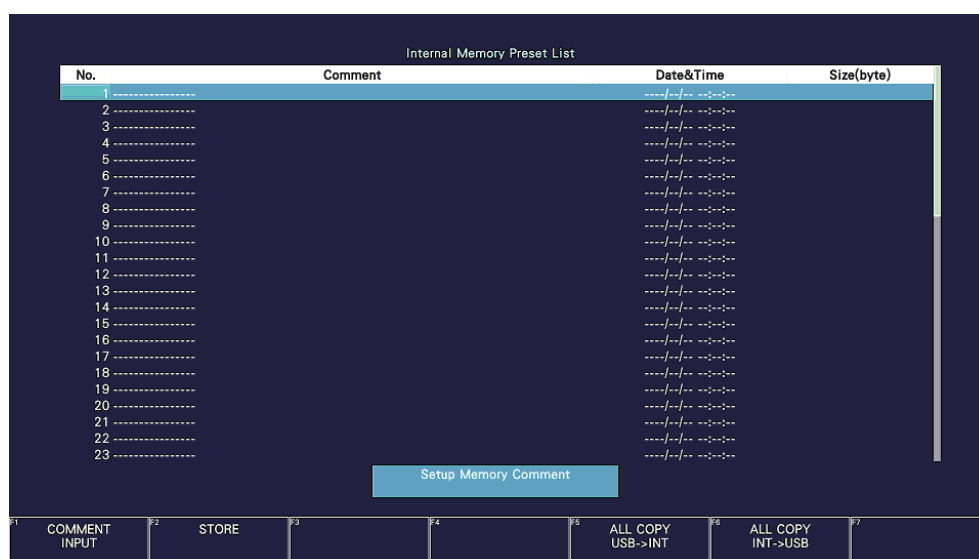 Internal Memory Preset List
No. Comment Date&Time Size(byte)
1 ---------------- ----/--/-- --:--:--
2 ---------------- ----/--/-- --:--:--
3 ---------------- ----/--/-- --:--:--
4 ---------------- ----/--/-- --:--:--
5 ---------------- ----/--/-- --:--:--
6 ---------------- ----/--/-- --:--:--
7 ---------------- ----/--/-- --:--:--
8 ---------------- ----/--/-- --:--:--
9 ---------------- ----/--/-- --:--:--
10 ---------------- ----/--/-- --:--:--
11 ---------------- ----/--/-- --:--:--
12 ---------------- ----/--/-- --:--:--
13 ---------------- ----/--/-- --:--:--
14 ---------------- ----/--/-- --:--:--
15 ---------------- ----/--/-- --:--:--
16 ---------------- ----/--/-- --:--:--
17 ---------------- ----/--/-- --:--:--
18 ---------------- ----/--/-- --:--:--
19 ---------------- ----/--/-- --:--:--
20 ---------------- ----/--/-- --:--:--
21 ---------------- ----/--/-- --:--:--
22 ---------------- ----/--/-- --:--:--
23 ---------------- ----/--/-- --:--:--
Setup Memory Comment
F1 COMMENT
INPUT
F2 STORE
F3
F4
F5 ALL COPY
USB->INT
F6 ALL COPY
INT->USB
F7